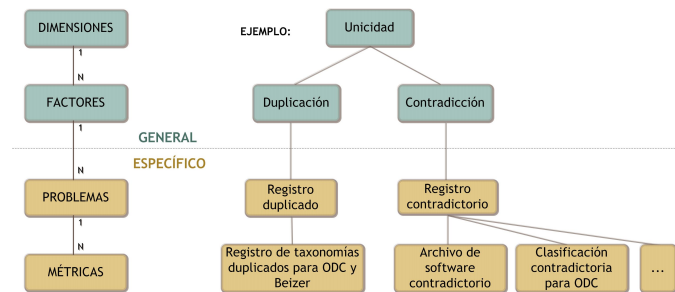 DIMENSIONES
EJEMPLO:
Unicidad
1
N
FACTORES
Duplicación
Contradicción
1
GENERAL
ESPECÍFICO
N
PROBLEMAS
Registro
duplicado
Registro
contradictorio
1
N
MÉTRICAS
Registro de taxonomías
duplicados para ODC y
Beizer
Archivo de
software
contradictorio
Clasificación
contradictoria
para ODC
...